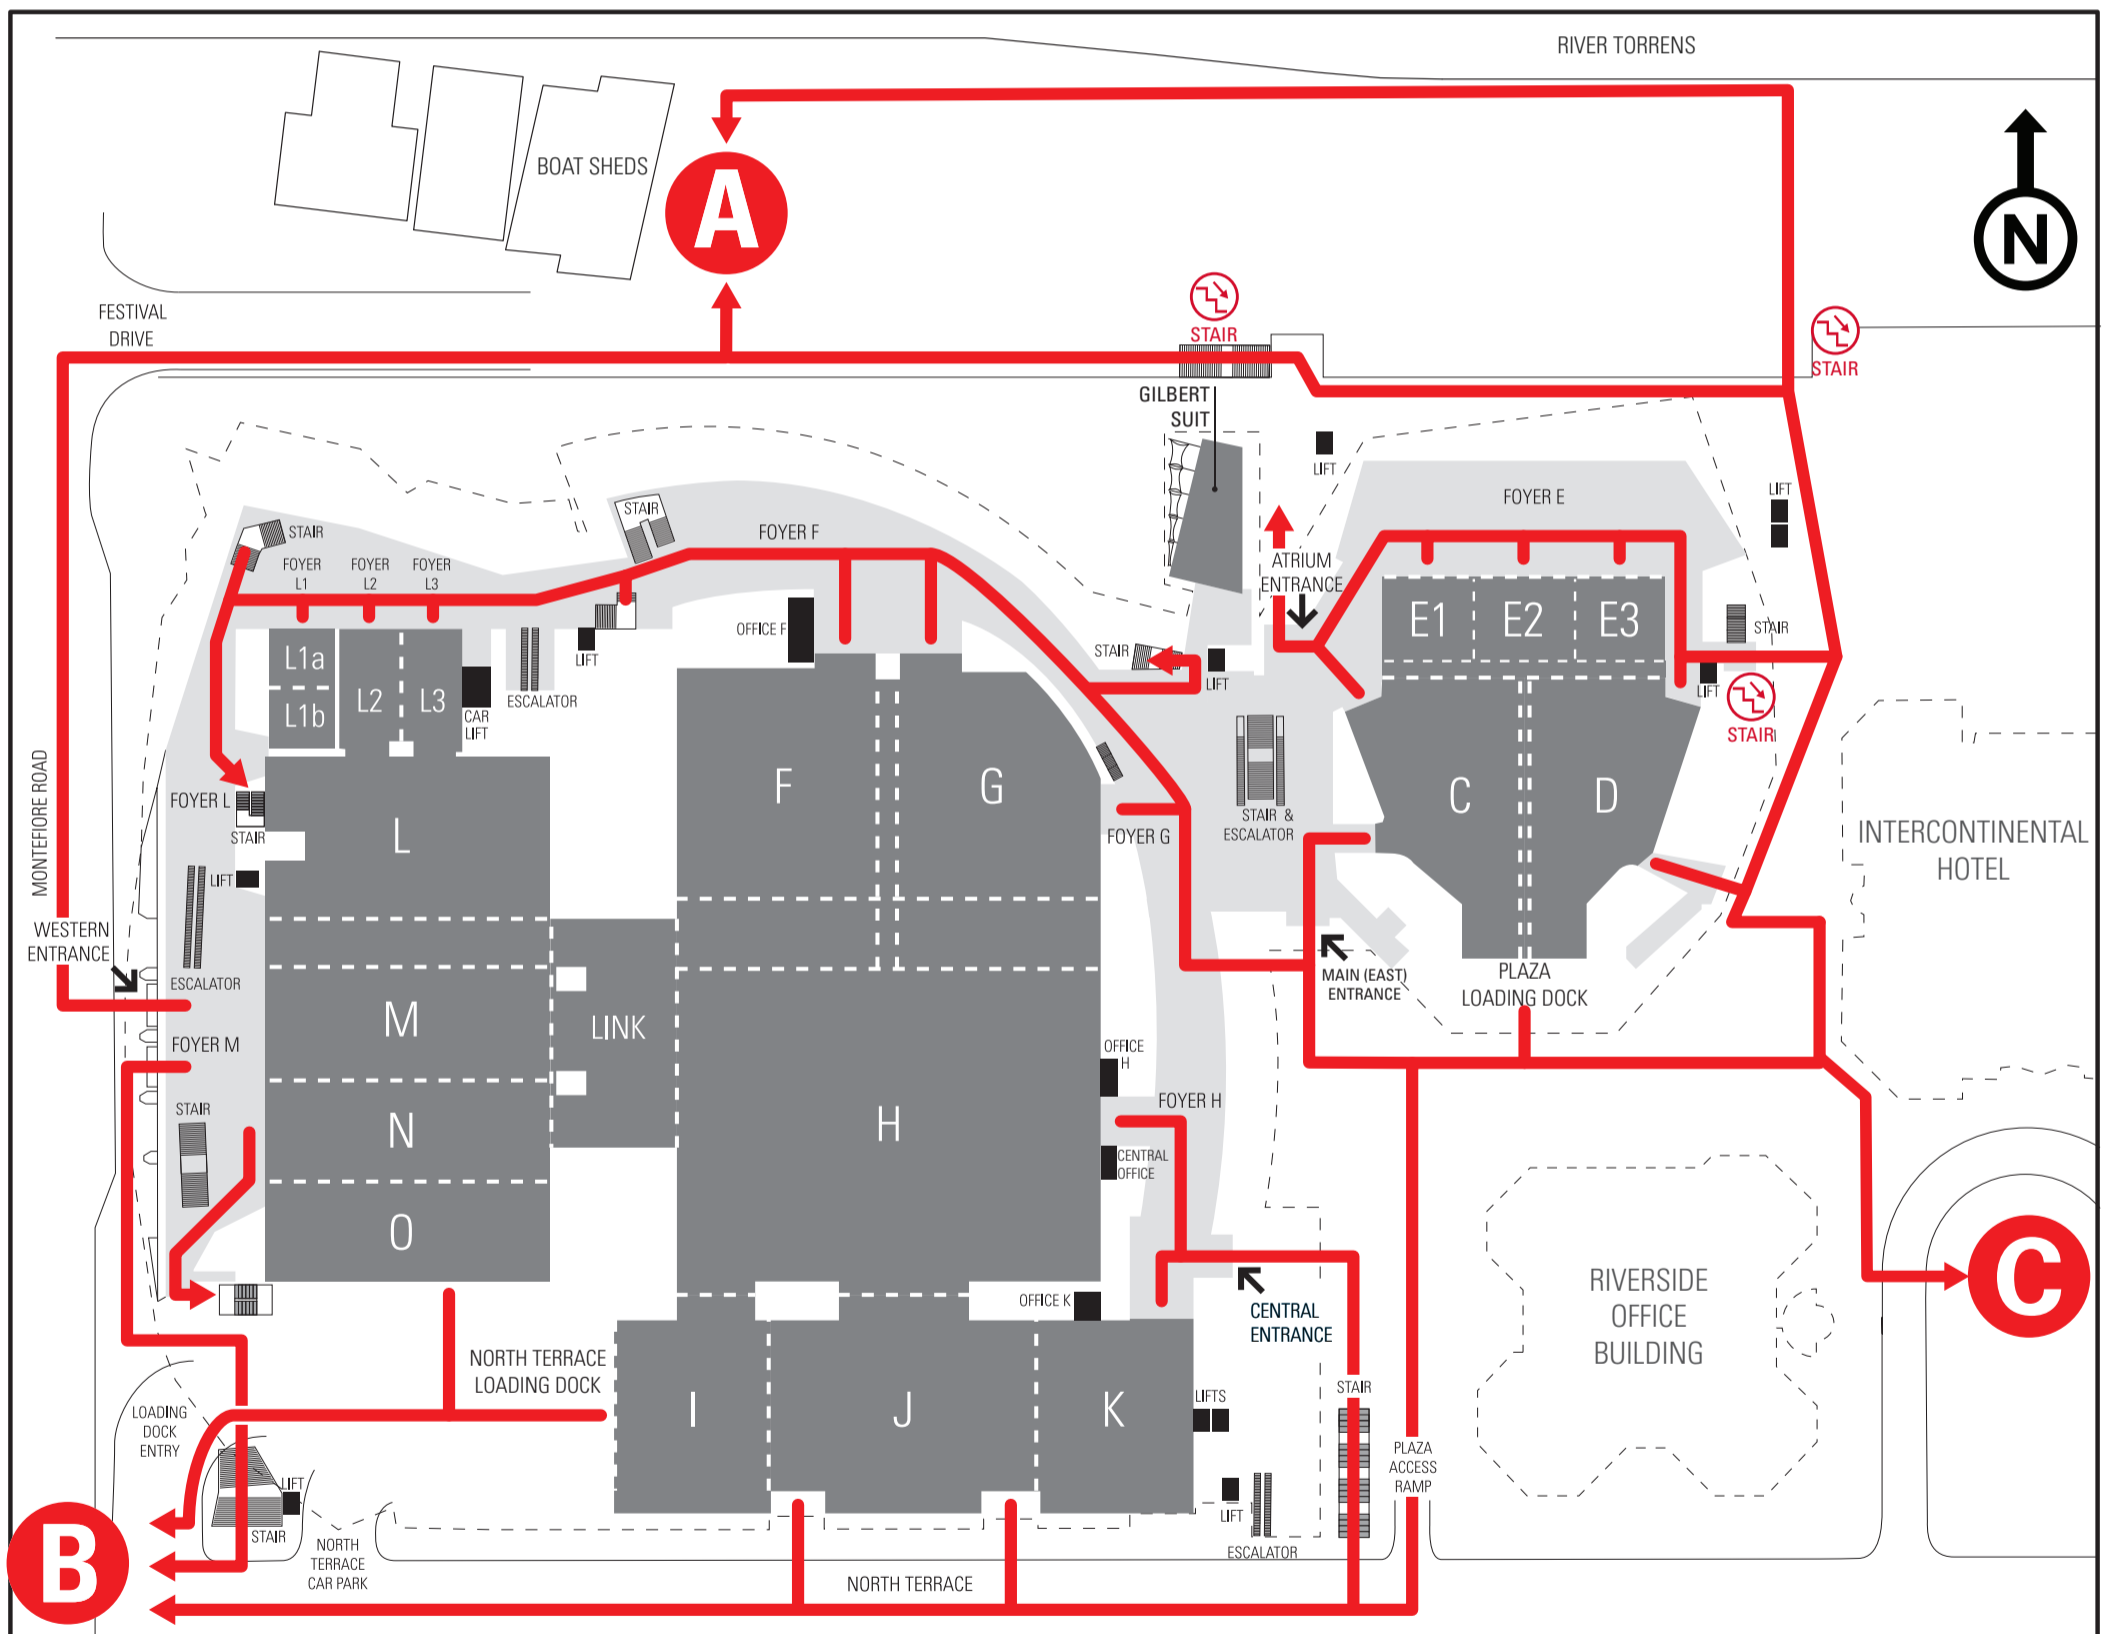 RIVER TORRENS
BOAT SHEDS
A
N
FESTIVAL
DRIVE
STAIR
STAIR
GILBERT
SUIT
LIFT
FOYER E
LIFT
STAIR
STAIR
FOYER F
ATRIUM
ENTRANCE
FOYER
L1
FOYER
L2
FOYER
L3
E1
E2
E3
OFFICE F
STAIR
L1a
L1b
L2
L3
LIFT
STAIR
LIFT
LIFT
STAIR
CAR
LIFT
ESCALATOR
MONTEFIORE ROAD
FOYER L
STAIR
L
F
G
FOYER G
STAIR &
ESCALATOR
C
D
INTERCONTINENTAL
HOTEL
LIFT
WESTERN
ENTRANCE
ESCALATOR
MAIN (EAST)
ENTRANCE
PLAZA
LOADING DOCK
M
LINK
FOYER M
OFFICE
H
FOYER H
STAIR
N
H
CENTRAL
OFFICE
O
OFFICE K
CENTRAL
ENTRANCE
RIVERSIDE
OFFICE
BUILDING
C
NORTH TERRACE
LOADING DOCK
I
J
K
LIFTS
STAIR
LOADING
DOCK
ENTRY
PLAZA
ACCESS
RAMP
LIFT
STAIR
LIFT
ESCALATOR
B
NORTH
TERRACE
CAR PARK
NORTH TERRACE